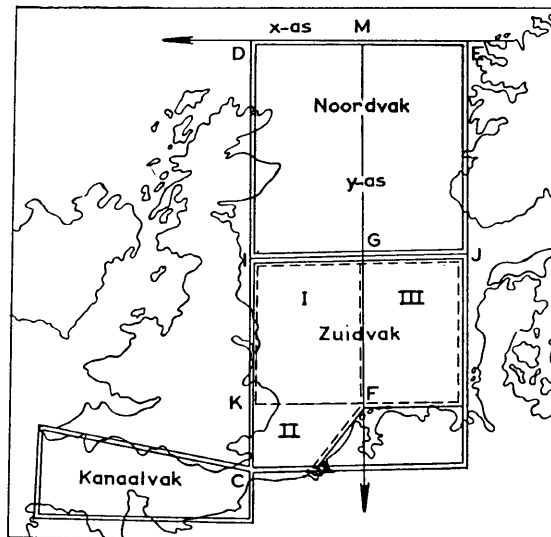 x-as M
D E
Noordvak
y-as
G
I J
I III
Zuidvak
K F
II
C
Kanaalvak